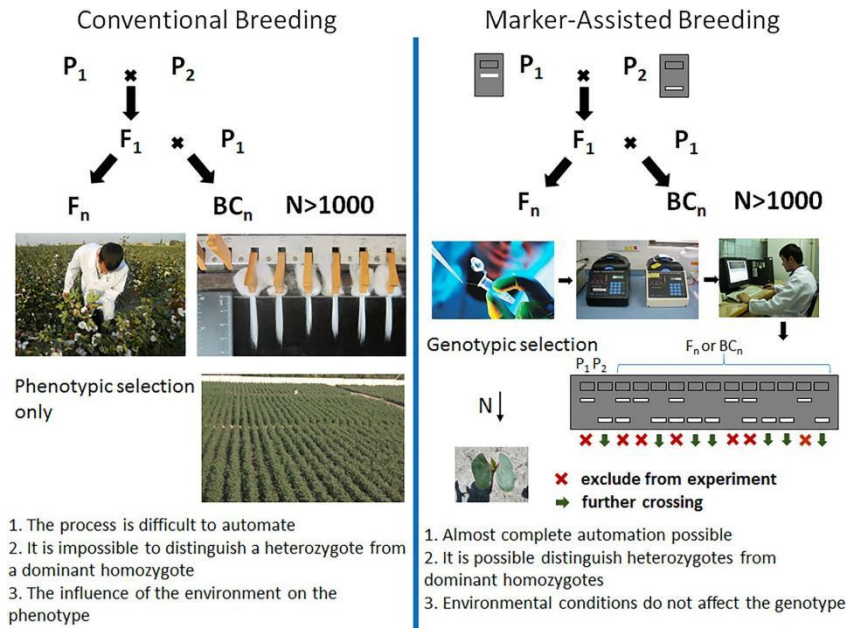 Conventional Breeding
P1 × P2
F1 × P1
Fn BCn N>1000
Phenotypic selection
only
1. The process is difficult to automate
2. It is impossible to distinguish a heterozygote from
a dominant homozygote
3. The influence of the environment on the
phenotype
Marker-Assisted Breeding
P1 × P2
F1 × P1
Fn BCn N>1000
Genotypic selection
Fn or BCn
P1 P2
N
exclude from experiment
further crossing
1. Almost complete automation possible
2. It is possible distinguish heterozygotes from
dominant homozygotes
3. Environmental conditions do not affect the genotype